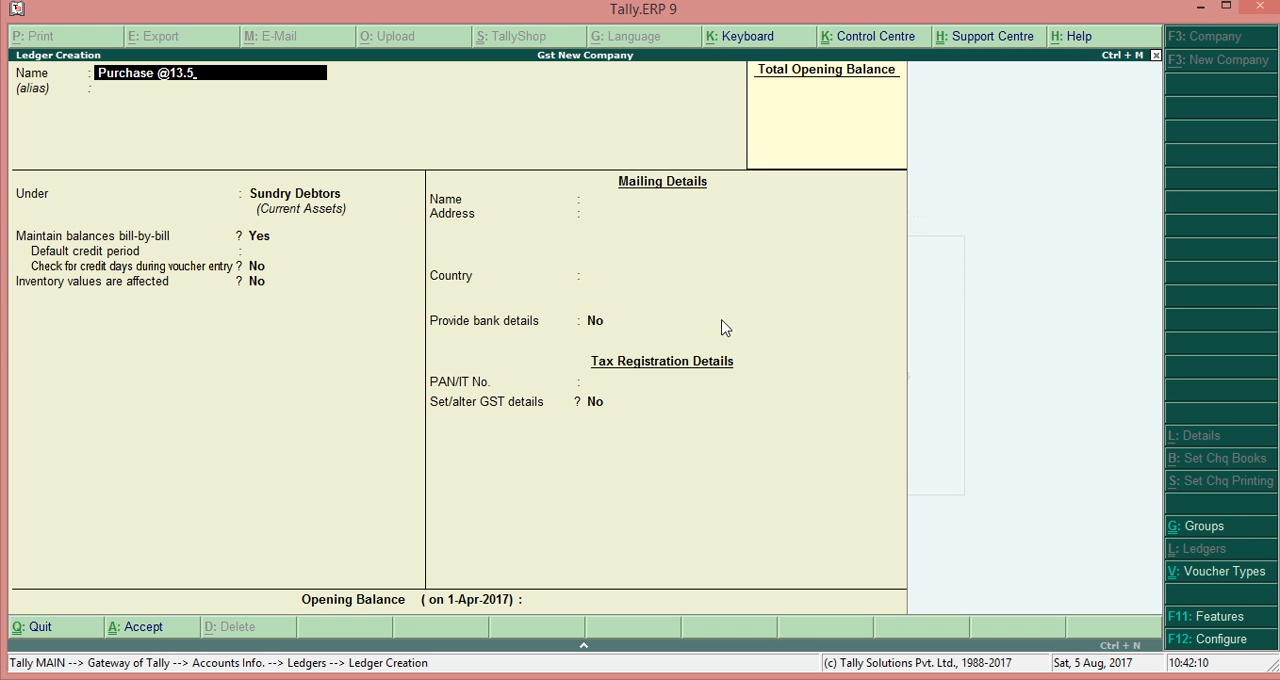 Tally.ERP 9
P: Print
E: Export
M: E-Mail
O: Upload
S: TallyShop
G: Language
K: Keyboard
K: Control Centre
H: Support Centre
H: Help
Ledger Creation
Gst New Company
Ctrl + M
Name : Purchase @13.5
(alias) :
Total Opening Balance
Under : Sundry Debtors
(Current Assets)
Maintain balances bill-by-bill ? Yes
Default credit period :
Check for credit days during voucher entry ? No
Inventory values are affected ? No
Mailing Details
Name :
Address :
Country :
Provide bank details : No
Tax Registration Details
PAN/IT No. :
Set/alter GST details ? No
Opening Balance ( on 1-Apr-2017) :
Q: Quit
A: Accept
D: Delete
Ctrl + N
F3: Company
F3: New Company
L: Details
B: Set Chq Books
S: Set Chq Printing
G: Groups
L: Ledgers
V: Voucher Types
F11: Features
F12: Configure
Tally MAIN --> Gateway of Tally --> Accounts Info. --> Ledgers --> Ledger Creation
(c) Tally Solutions Pvt. Ltd., 1988-2017
Sat, 5 Aug, 2017
10:42:10